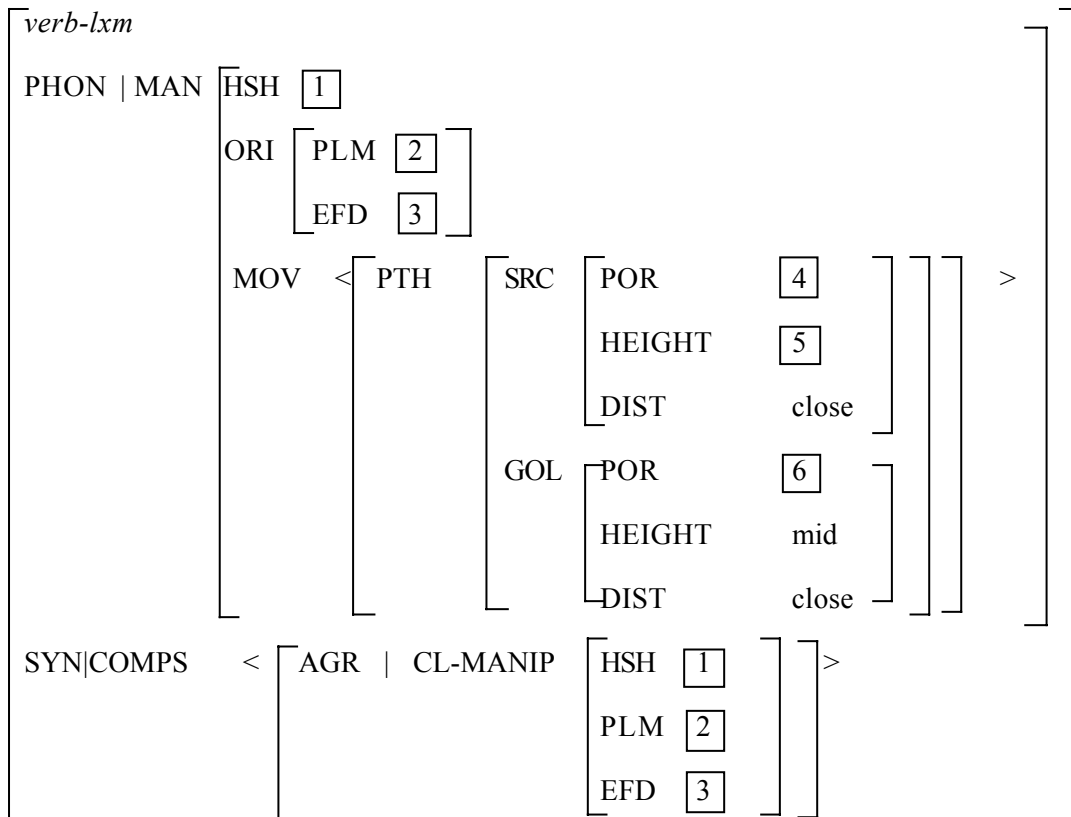 verb-lxm
PHON | MAN HSH 1
ORI PLM 2
EFD 3
MOV < PTH SRC POR 4 >
HEIGHT 5
DIST close
GOL POR 6
HEIGHT mid
DIST close
SYN|COMPS < AGR | CL-MANIP HSH 1 >
PLM 2
EFD 3